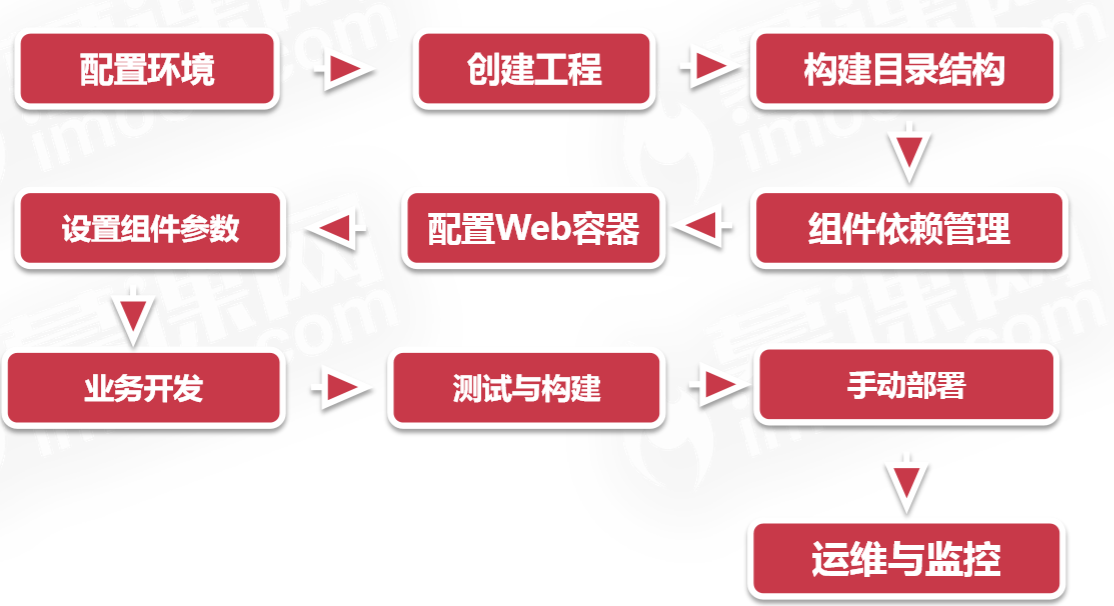 配置环境
创建工程
构建目录结构
组件依赖管理
配置Web容器
设置组件参数
业务开发
测试与构建
手动部署
运维与监控